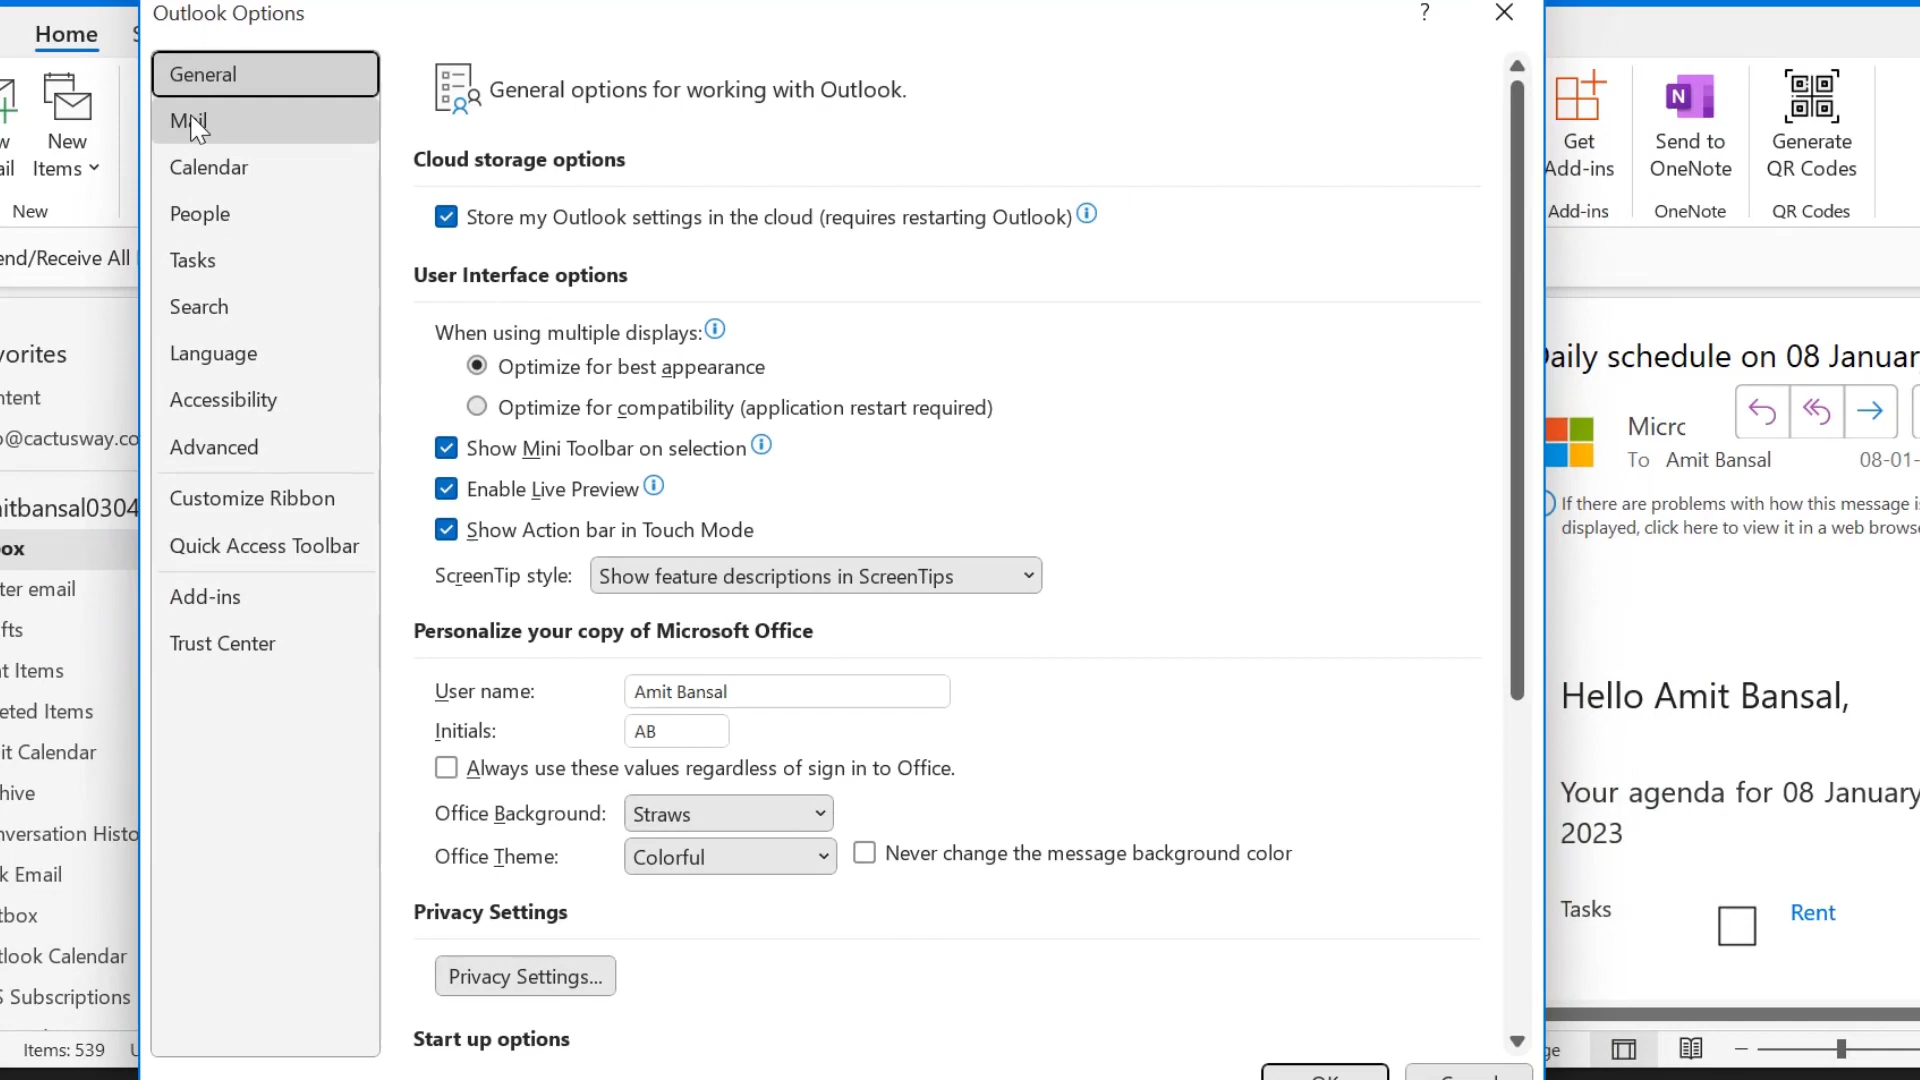 Outlook Options
?
Home
New
Items
New
Send/Receive All
General
Mail
Calendar
People
Tasks
Search
Language
Accessibility
Advanced
Customize Ribbon
Quick Access Toolbar
Add-ins
Trust Center
General options for working with Outlook.
Cloud storage options
Store my Outlook settings in the cloud (requires restarting Outlook)
User Interface options
When using multiple displays:
Optimize for best appearance
Optimize for compatibility (application restart required)
Show Mini Toolbar on selection
Enable Live Preview
Show Action bar in Touch Mode
ScreenTip style: Show feature descriptions in ScreenTips
Personalize your copy of Microsoft Office
User name: Amit Bansal
Initials: AB
Always use these values regardless of sign in to Office.
Office Background: Straws
Office Theme: Colorful
Never change the message background color
Privacy Settings
Privacy Settings...
Start up options
vorites
ntent
o@cactusway.co
itbansal0304
ox
ter email
fts
t Items
eted Items
it Calendar
hive
nversation Histo
k Email
tbox
tlook Calendar
S Subscriptions
Items: 539
Get
Add-ins
Add-ins
N
Send to
OneNote
OneNote
Generate
QR Codes
QR Codes
Daily schedule on 08 Januar
Micrc
To Amit Bansal
08-01-
If there are problems with how this message i
displayed, click here to view it in a web browse
Hello Amit Bansal,
Your agenda for 08 January
2023
Tasks
Rent
ge